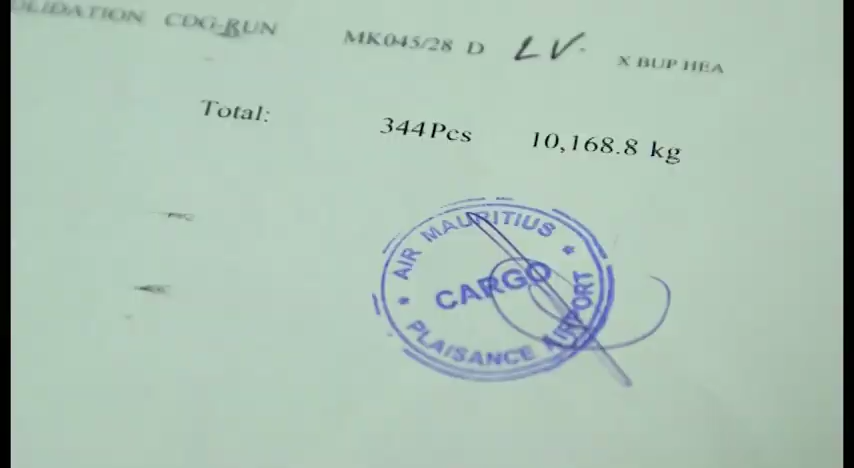 CDG-RUN MK045/28 D LV. X BUP HEA
Total: 344Pcs 10,168.8 kg
AIR MAURITIUS
CARGO
PLAISANCE AIRPORT